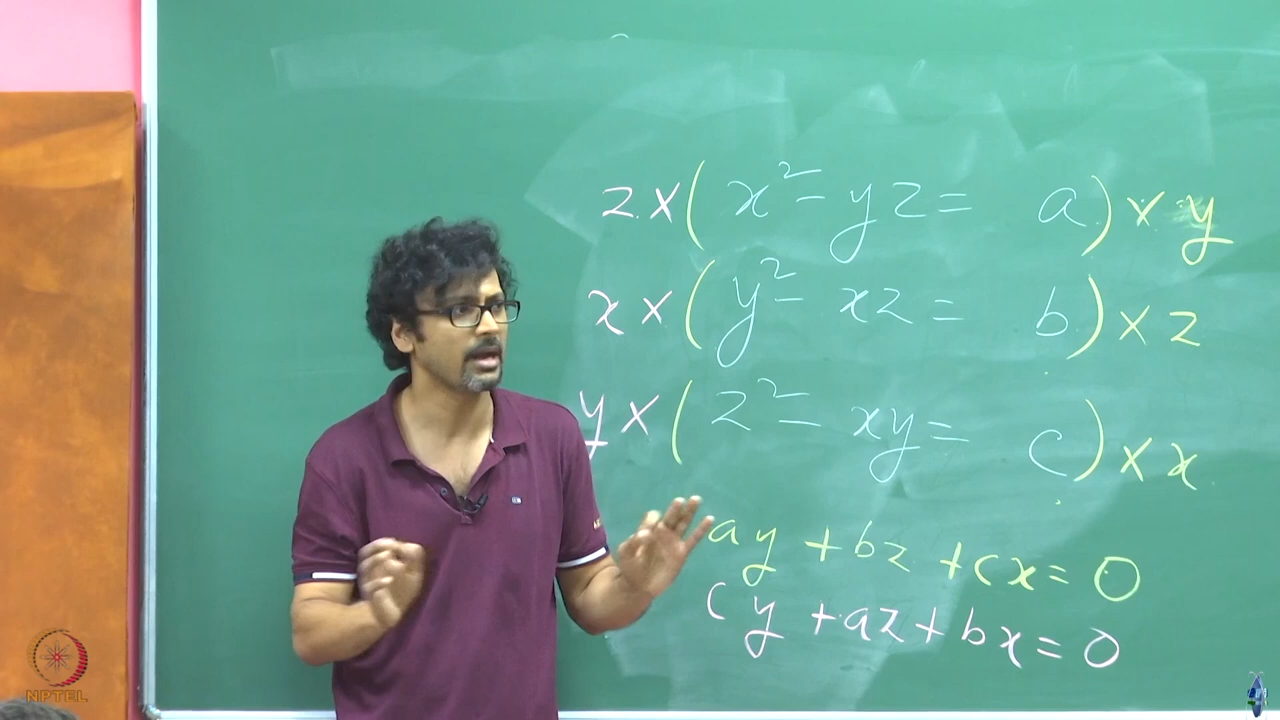 z × ( x² - yz = a ) × y
x × ( y² - xz = b ) × z
y × ( z² - xy = c ) × x
ay + bz + cx = 0
cy + az + bx = 0
NPTEL